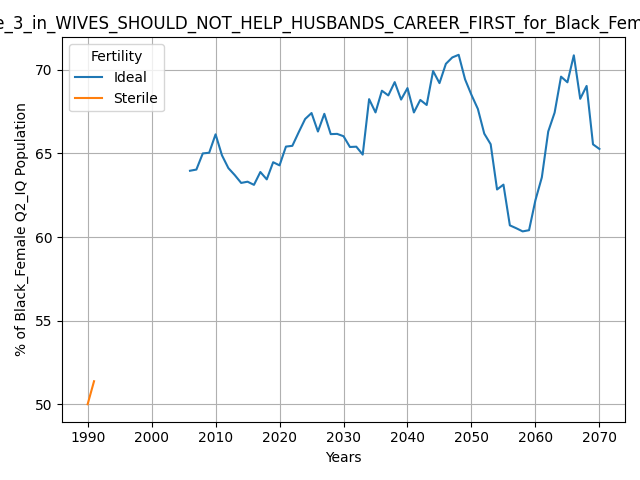 e_3_in_WIVES_SHOULD_NOT_HELP_HUSBANDS_CAREER_FIRST_for_Black_Fem
Fertility
Ideal
Sterile
% of Black_Female Q2_IQ Population
70
65
60
55
50
1990 2000 2010 2020 2030 2040 2050 2060 2070
Years